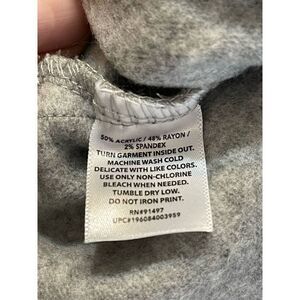 50% ACRYLIC / 48% RAYON /
2% SPANDEX
TURN GARMENT INSIDE OUT.
MACHINE WASH COLD
DELICATE WITH LIKE COLORS.
USE ONLY NON-CHLORINE
BLEACH WHEN NEEDED.
TUMBLE DRY LOW.
DO NOT IRON PRINT.
RN#91497
UPC#196084003959